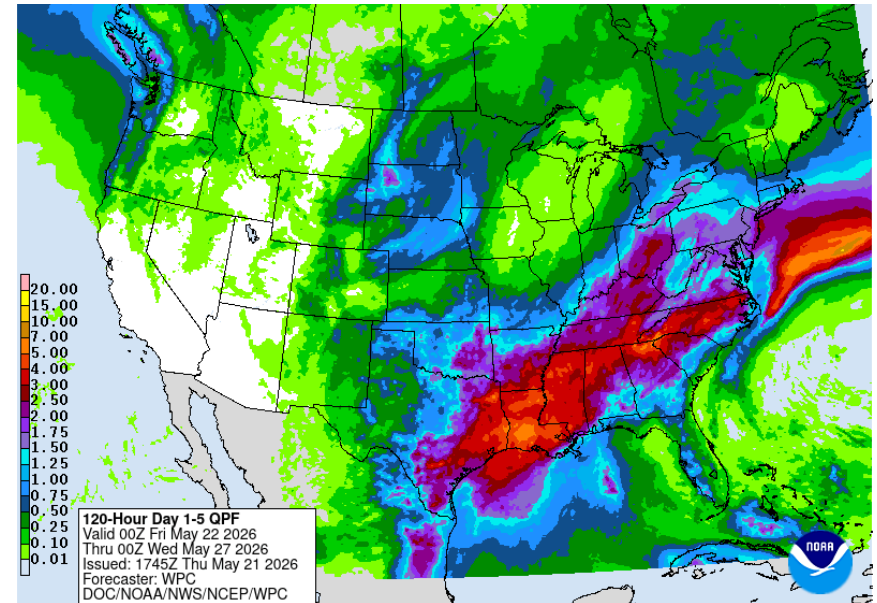 20.00
15.00
10.00
7.00
5.00
4.00
3.00
2.50
2.00
1.75
1.50
1.25
1.00
0.75
0.50
0.25
0.10
0.01
120-Hour Day 1-5 QPF
Valid 00Z Fri May 22 2026
Thru 00Z Wed May 27 2026
Issued: 1745Z Thu May 21 2026
Forecaster: WPC
DOC/NOAA/NWS/NCEP/WPC
NOAA